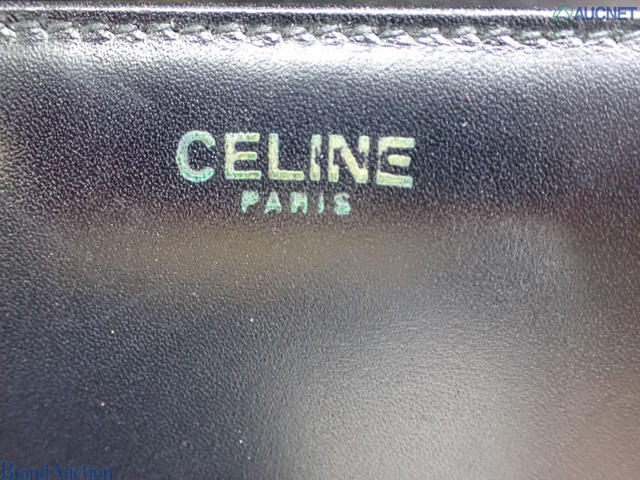 AUCNET
CELINE
PARIS
Brand Auction